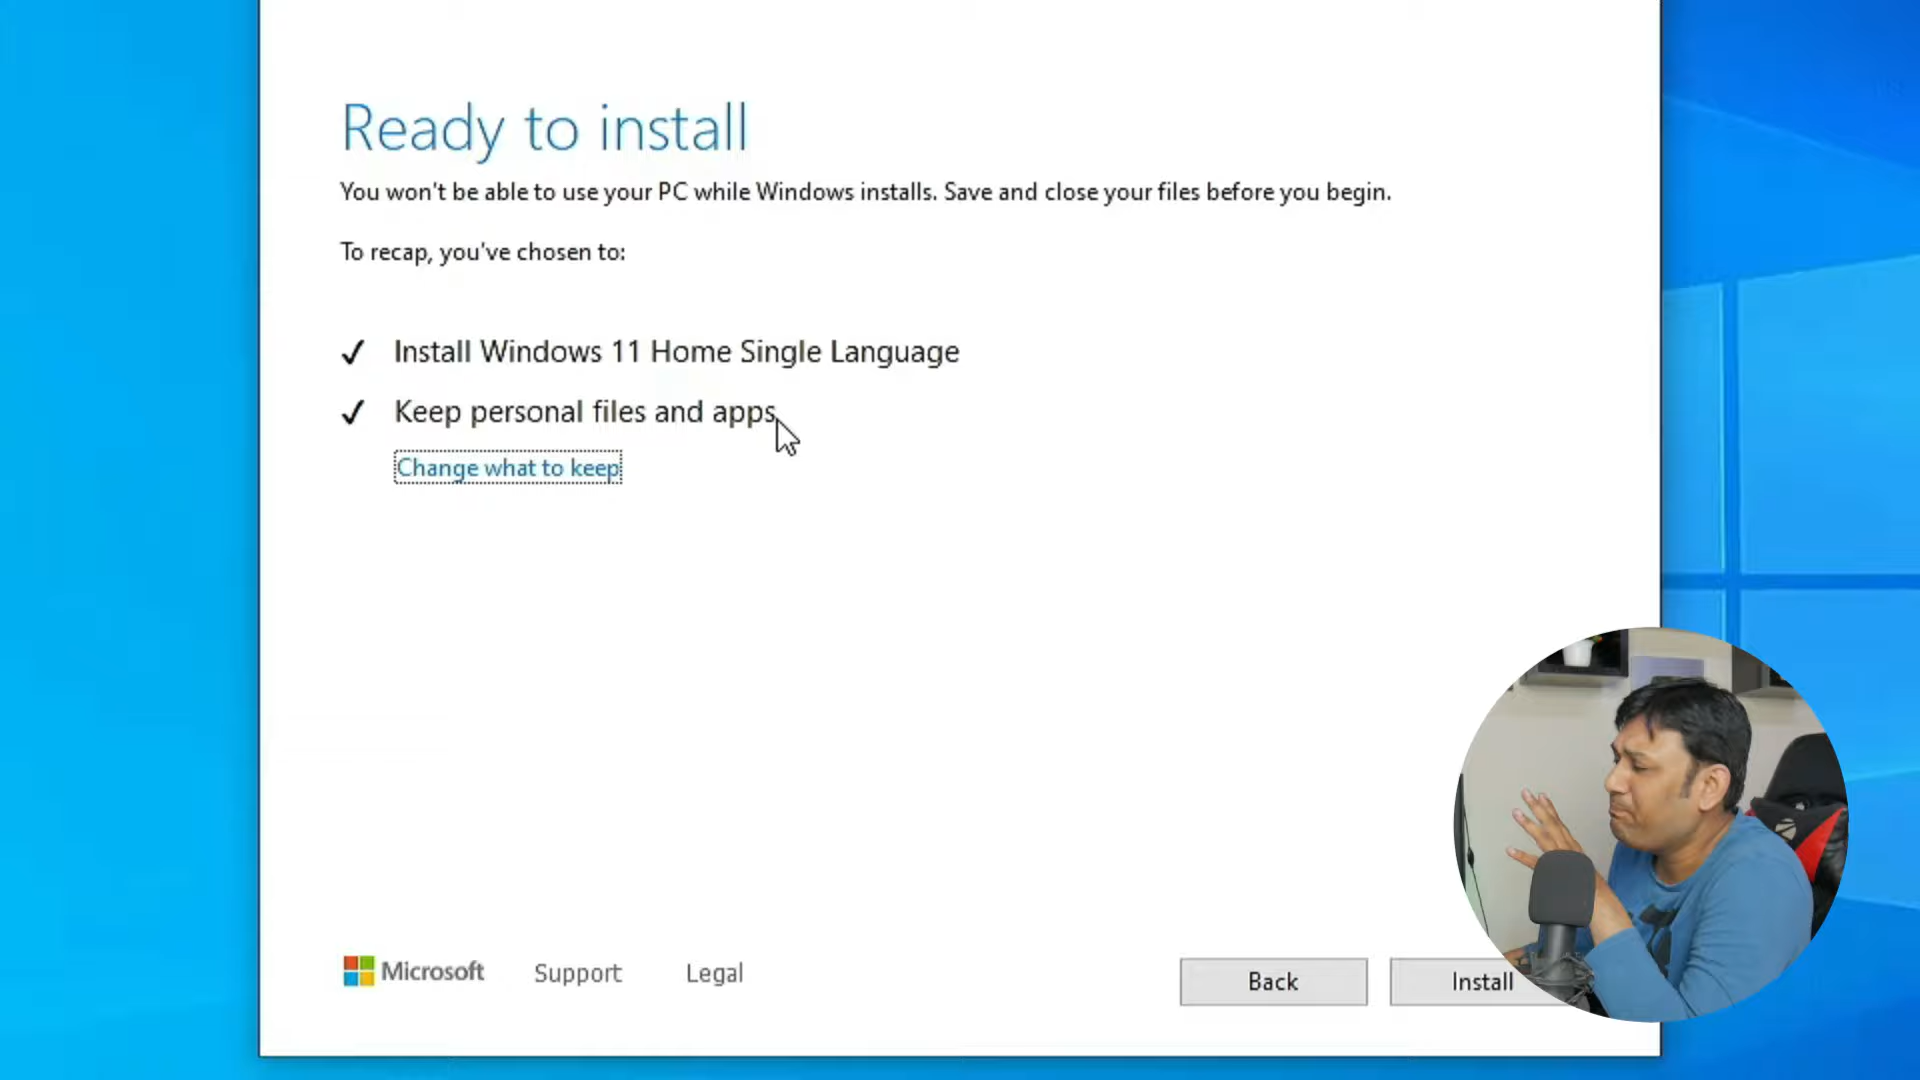 Ready to install
You won't be able to use your PC while Windows installs. Save and close your files before you begin.
To recap, you've chosen to:
Install Windows 11 Home Single Language
Keep personal files and apps
Change what to keep
Microsoft Support Legal Back Install